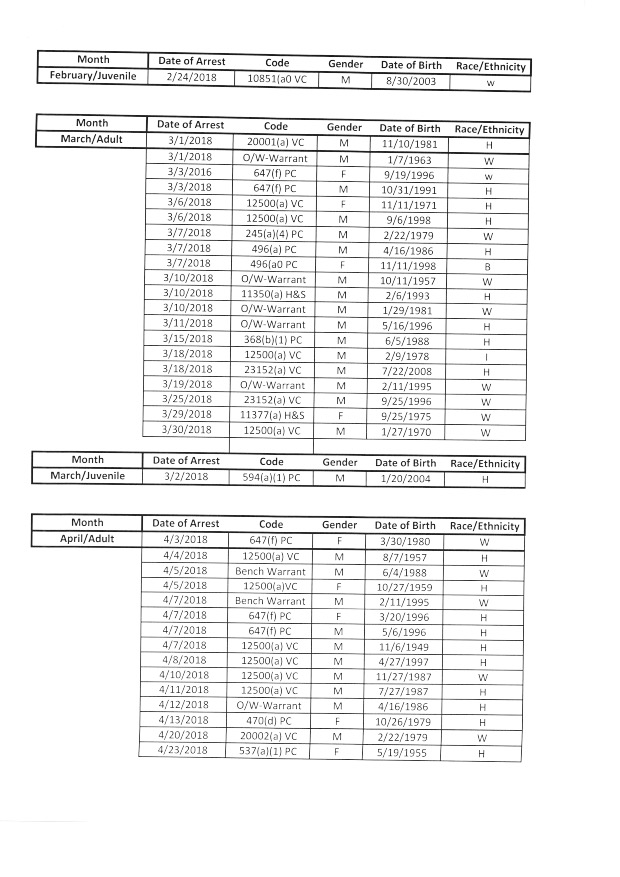 Month Date of Arrest Code Gender Date of Birth Race/Ethnicity
February/Juvenile 2/24/2018 10851(a0 VC M 8/30/2003 w
Month Date of Arrest Code Gender Date of Birth Race/Ethnicity
March/Adult 3/1/2018 20001(a) VC M 11/10/1981 H
3/1/2018 O/W-Warrant M 1/7/1963 W
3/3/2016 647(f) PC F 9/19/1996 w
3/3/2018 647(f) PC M 10/31/1991 H
3/6/2018 12500(a) VC F 11/11/1971 H
3/6/2018 12500(a) VC M 9/6/1998 H
3/7/2018 245(a)(4) PC M 2/22/1979 W
3/7/2018 496(a) PC M 4/16/1986 H
3/7/2018 496(a0 PC F 11/11/1998 B
3/10/2018 O/W-Warrant M 10/11/1957 W
3/10/2018 11350(a) H&S M 2/6/1993 H
3/10/2018 O/W-Warrant M 1/29/1981 W
3/11/2018 O/W-Warrant M 5/16/1996 H
3/15/2018 368(b)(1) PC M 6/5/1988 H
3/18/2018 12500(a) VC M 2/9/1978 I
3/18/2018 23152(a) VC M 7/22/2008 H
3/19/2018 O/W-Warrant M 2/11/1995 W
3/25/2018 23152(a) VC M 9/25/1996 W
3/29/2018 11377(a) H&S F 9/25/1975 W
3/30/2018 12500(a) VC M 1/27/1970 W
Month Date of Arrest Code Gender Date of Birth Race/Ethnicity
March/Juvenile 3/2/2018 594(a)(1) PC M 1/20/2004 H
Month Date of Arrest Code Gender Date of Birth Race/Ethnicity
April/Adult 4/3/2018 647(f) PC F 3/30/1980 W
4/4/2018 12500(a) VC M 8/7/1957 H
4/5/2018 Bench Warrant M 6/4/1988 W
4/5/2018 12500(a)VC F 10/27/1959 H
4/7/2018 Bench Warrant M 2/11/1995 W
4/7/2018 647(f) PC F 3/20/1996 H
4/7/2018 647(f) PC M 5/6/1996 H
4/7/2018 12500(a) VC M 11/6/1949 H
4/8/2018 12500(a) VC M 4/27/1997 H
4/10/2018 12500(a) VC M 11/27/1987 W
4/11/2018 12500(a) VC M 7/27/1987 H
4/12/2018 O/W-Warrant M 4/16/1986 H
4/13/2018 470(d) PC F 10/26/1979 H
4/20/2018 20002(a) VC M 2/22/1979 W
4/23/2018 537(a)(1) PC F 5/19/1955 H